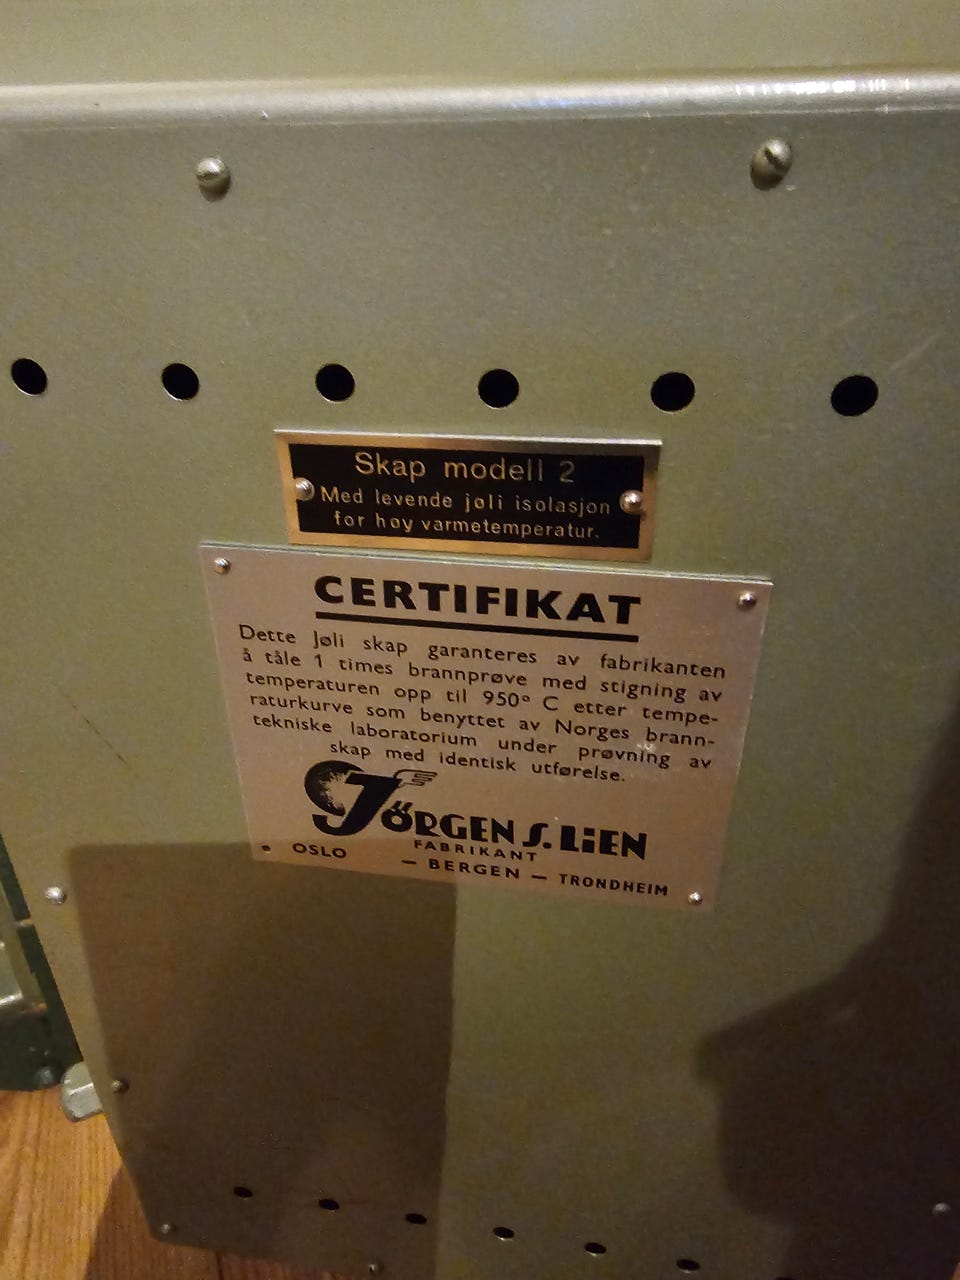 Skap modell 2
Med levende jøli isolasjon
for høy varmetemperatur.
CERTIFIKAT
Dette Jøli skap garanteres av fabrikanten
å tåle 1 times brannprøve med stigning av
temperaturen opp til 950° C etter tempe-
raturkurve som benyttet av Norges brann-
tekniske laboratorium under prøvning av
skap med identisk utførelse.
JÖRGEN S. LIEN
FABRIKANT
OSLO — BERGEN — TRONDHEIM